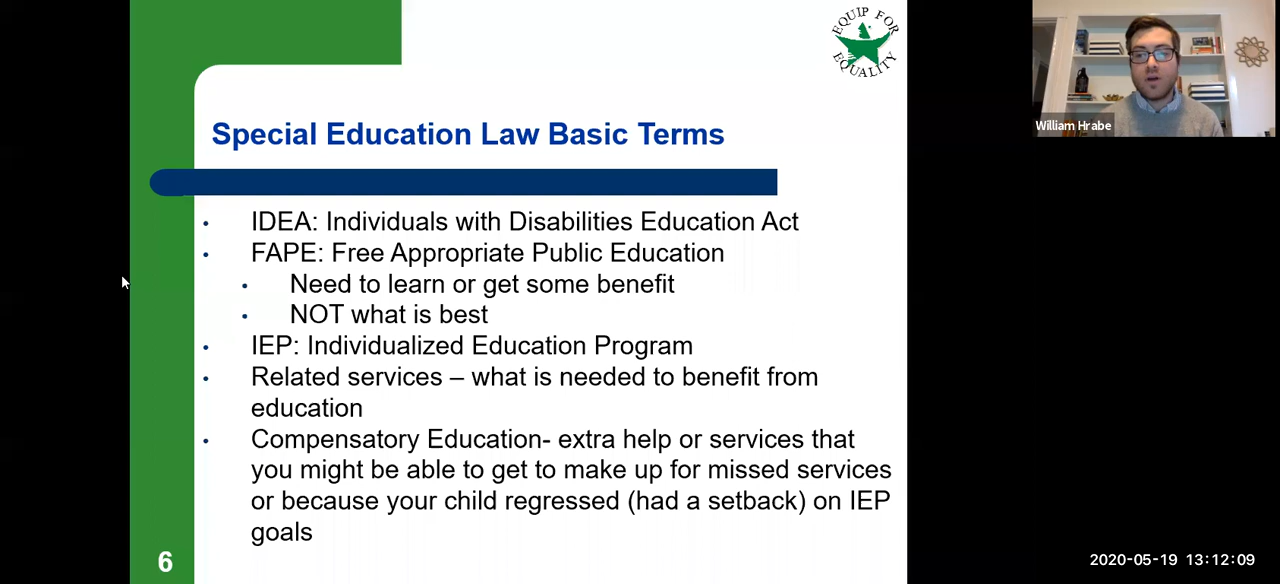 EQUIP FOR
EQUALITY
William Hrabe
Special Education Law Basic Terms
• IDEA: Individuals with Disabilities Education Act
• FAPE: Free Appropriate Public Education
• Need to learn or get some benefit
• NOT what is best
• IEP: Individualized Education Program
• Related services – what is needed to benefit from
education
• Compensatory Education- extra help or services that
you might be able to get to make up for missed services
or because your child regressed (had a setback) on IEP
goals
6
2020-05-19 13:12:09